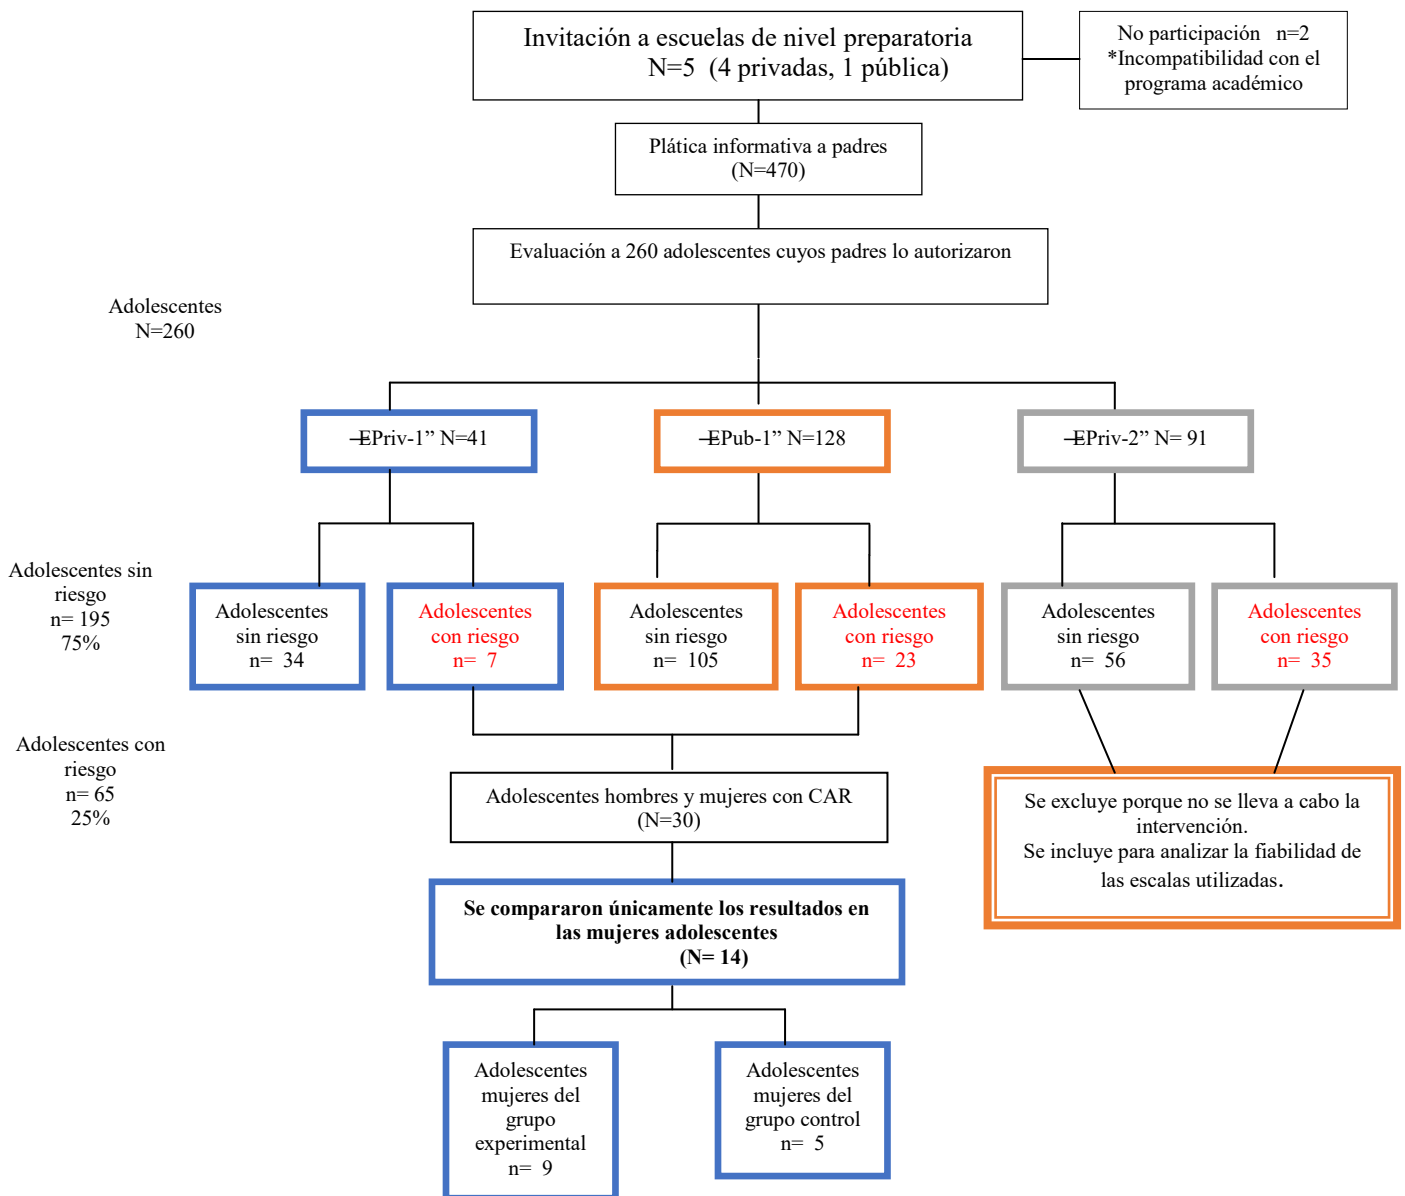 Invitación a escuelas de nivel preparatoria
N=5 (4 privadas, 1 pública)
No participación n=2
*Incompatibilidad con el
programa académico
Plática informativa a padres
(N=470)
Evaluación a 260 adolescentes cuyos padres lo autorizaron
Adolescentes
N=260
―EPriv-1” N=41
―EPub-1” N=128
―EPriv-2” N= 91
Adolescentes sin
riesgo
n= 195
75%
Adolescentes
sin riesgo
n= 34
Adolescentes
con riesgo
n= 7
Adolescentes
sin riesgo
n= 105
Adolescentes
con riesgo
n= 23
Adolescentes
sin riesgo
n= 56
Adolescentes
con riesgo
n= 35
Adolescentes con
riesgo
n= 65
25%
Adolescentes hombres y mujeres con CAR
(N=30)
Se excluye porque no se lleva a cabo la
intervención.
Se incluye para analizar la fiabilidad de
las escalas utilizadas.
Se compararon únicamente los resultados en
las mujeres adolescentes
(N= 14)
Adolescentes
mujeres del
grupo
experimental
n= 9
Adolescentes
mujeres del
grupo control
n= 5